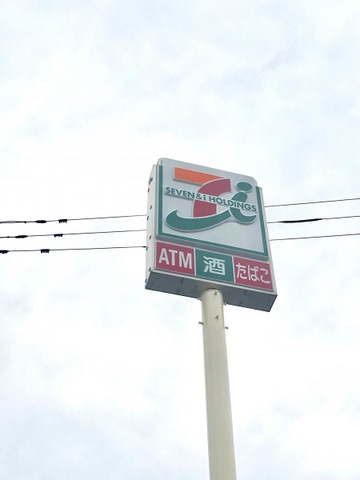 SEVEN & i HOLDINGS
ATM 酒 たばこ